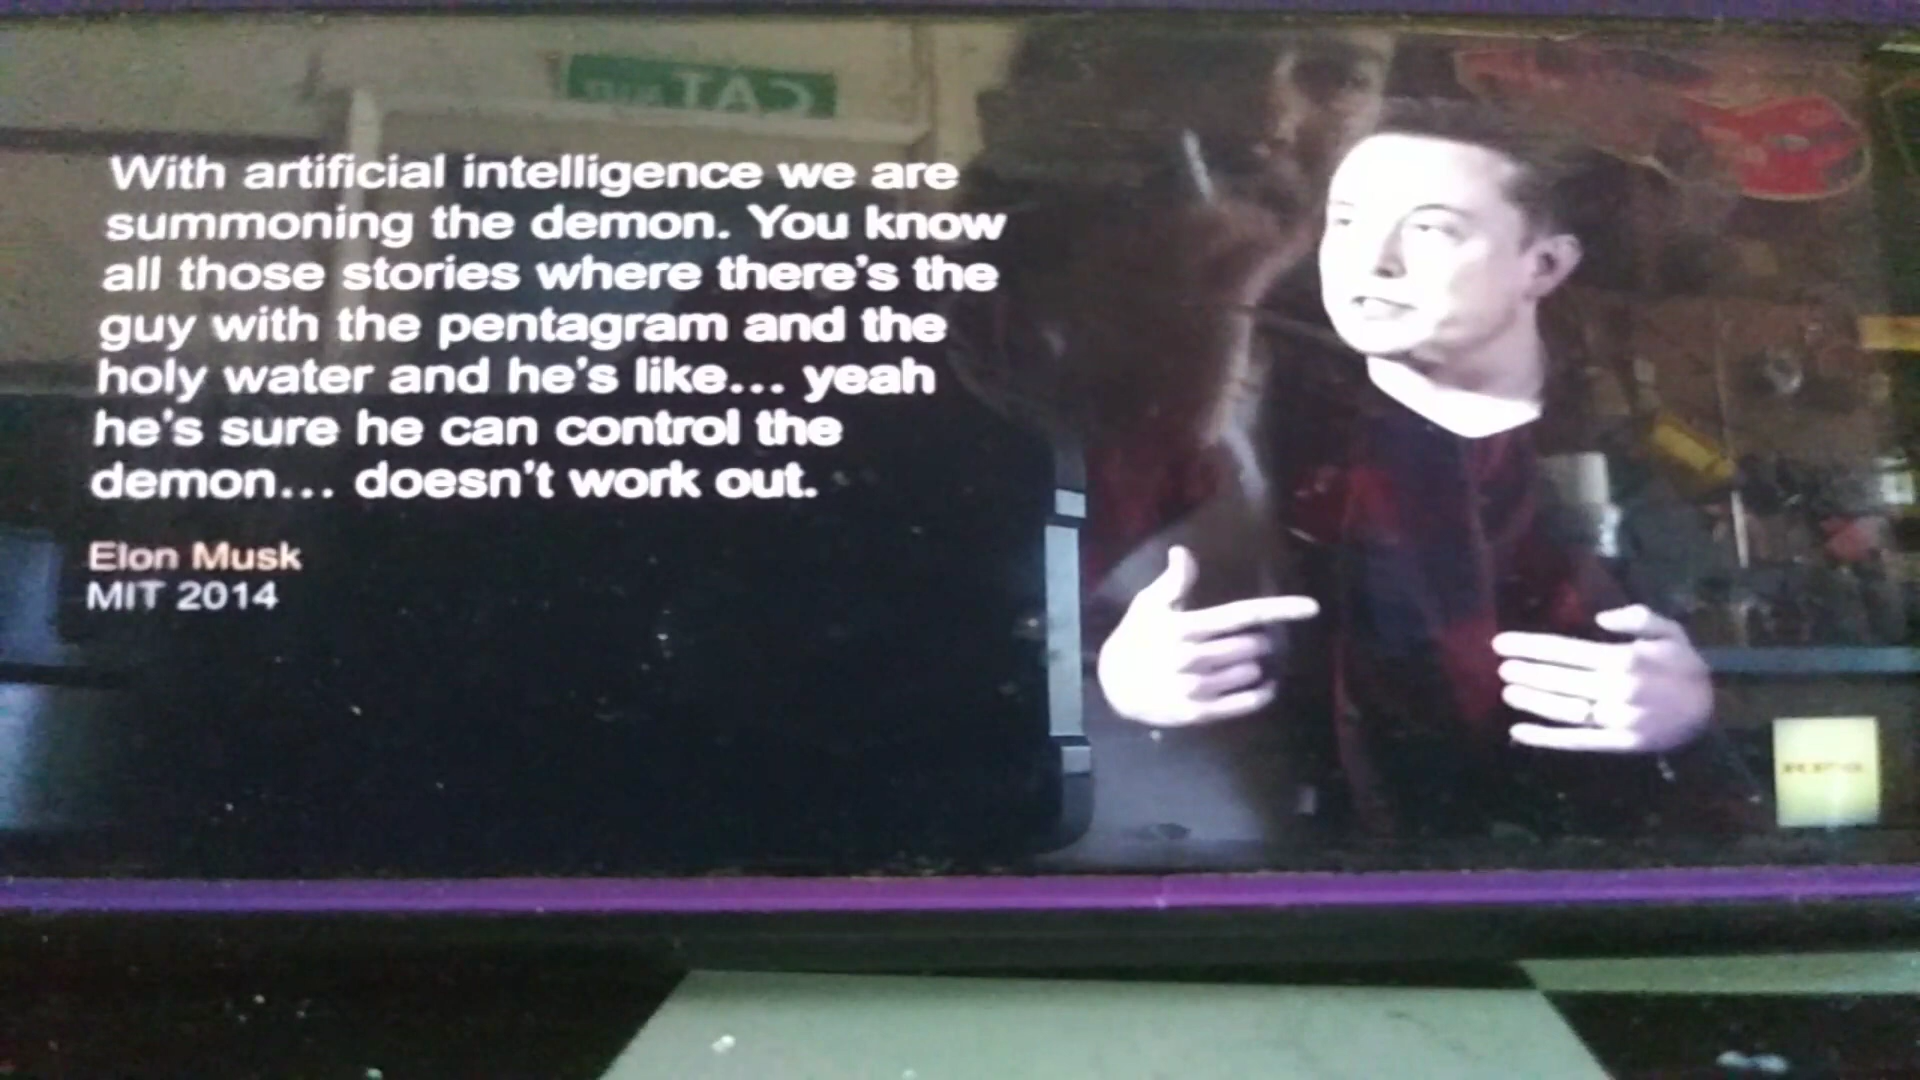 CAT AND
With artificial intelligence we are
summoning the demon. You know
all those stories where there's the
guy with the pentagram and the
holy water and he's like... yeah
he's sure he can control the
demon... doesn't work out.
Elon Musk
MIT 2014